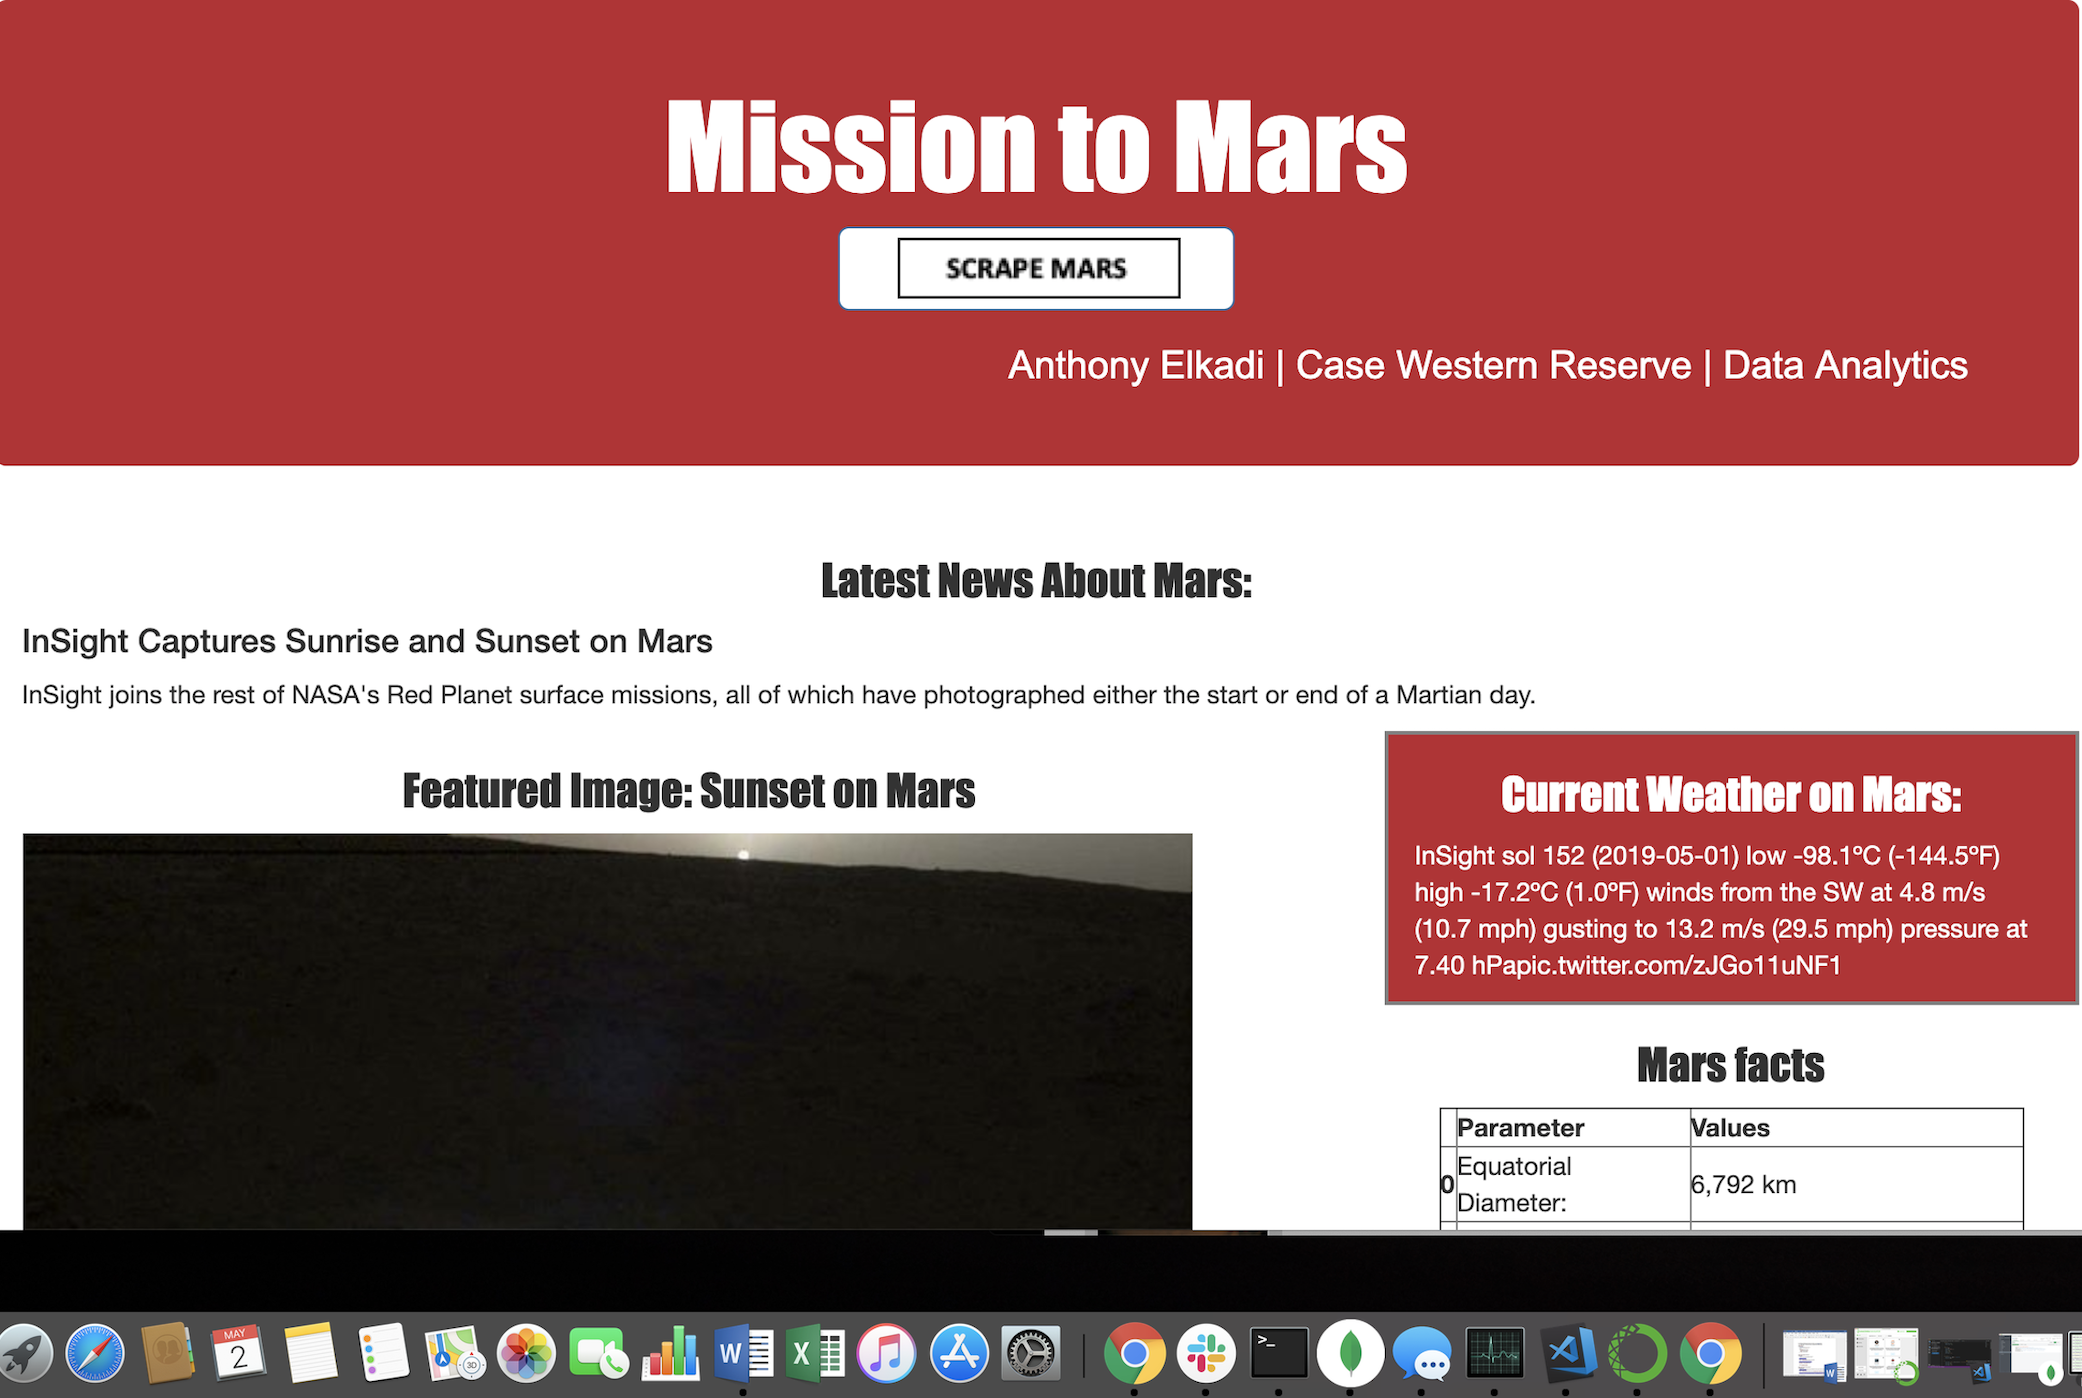 Mission to Mars
SCRAPE MARS
Anthony Elkadi | Case Western Reserve | Data Analytics
Latest News About Mars:
InSight Captures Sunrise and Sunset on Mars
InSight joins the rest of NASA's Red Planet surface missions, all of which have photographed either the start or end of a Martian day.
Featured Image: Sunset on Mars
Current Weather on Mars:
InSight sol 152 (2019-05-01) low -98.1ºC (-144.5ºF)
high -17.2ºC (1.0ºF) winds from the SW at 4.8 m/s
(10.7 mph) gusting to 13.2 m/s (29.5 mph) pressure at
7.40 hPapic.twitter.com/zJGo11uNF1
Mars facts
Parameter Values
0 Equatorial Diameter: 6,792 km
MAY
2
3D
W
X
>_
W